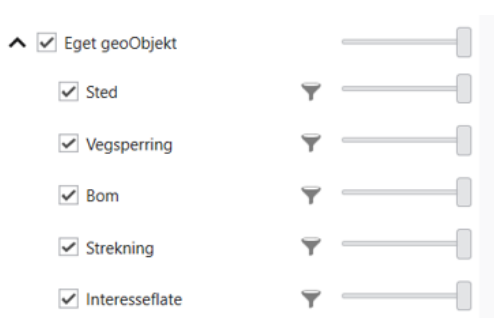 Eget geoObjekt
Sted
Vegsperring
Bom
Strekning
Interesseflate